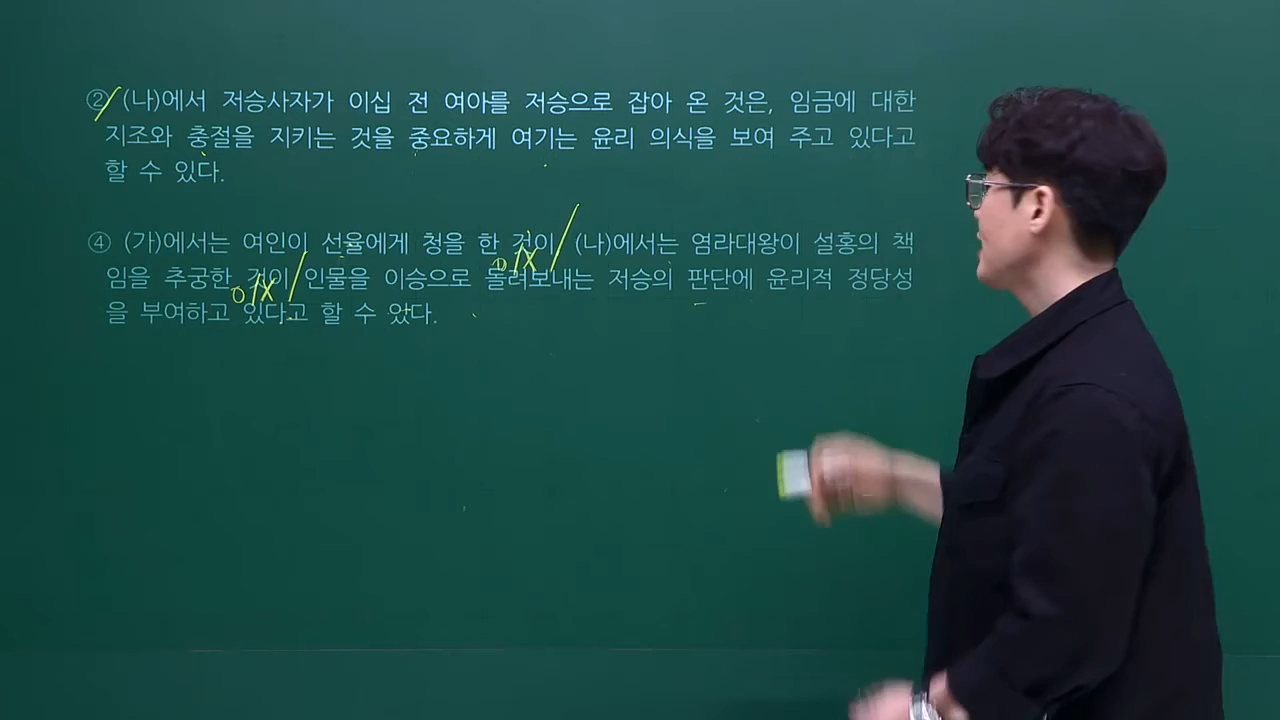 ② (나)에서 저승사자가 이십 전 여아를 저승으로 잡아 온 것은, 임금에 대한
지조와 충절을 지키는 것을 중요하게 여기는 윤리 의식을 보여 주고 있다고
할 수 있다.
④ (가)에서는 여인이 선율에게 청을 한 것이 (나)에서는 염라대왕이 설홍의 책
임을 추궁한 것이 인물을 이승으로 돌려보내는 저승의 판단에 윤리적 정당성
을 부여하고 있다고 할 수 있다.
O/X
O/X